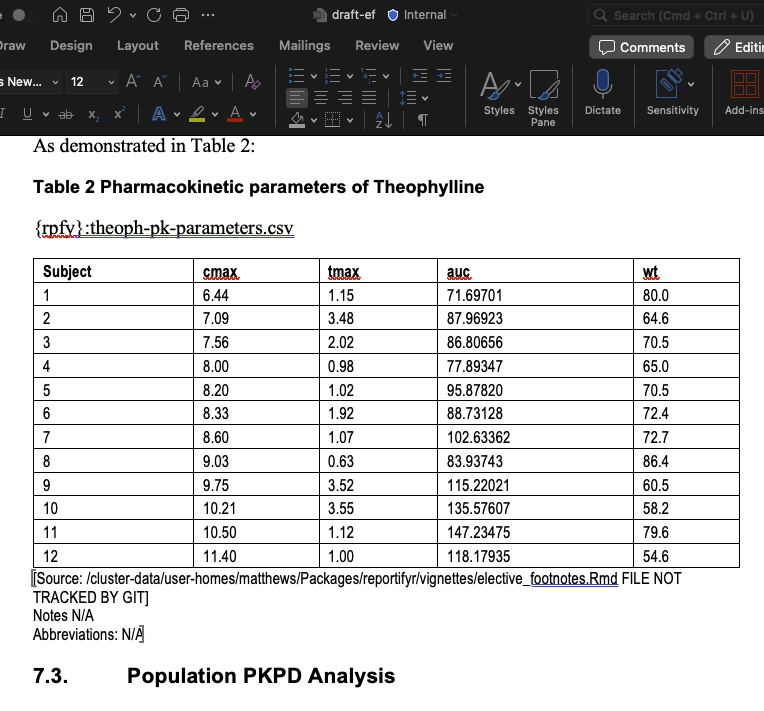 draft-ef Internal
Search (Cmd + Ctrl + U)
Draw Design Layout References Mailings Review View
Comments Editi
s New... 12 A A Aa A
I U ab x₂ x² A A
Styles Styles Pane Dictate Sensitivity Add-ins
As demonstrated in Table 2:
Table 2 Pharmacokinetic parameters of Theophylline
{rpfy}:theoph-pk-parameters.csv
Subject cmax tmax auc wt
1 6.44 1.15 71.69701 80.0
2 7.09 3.48 87.96923 64.6
3 7.56 2.02 86.80656 70.5
4 8.00 0.98 77.89347 65.0
5 8.20 1.02 95.87820 70.5
6 8.33 1.92 88.73128 72.4
7 8.60 1.07 102.63362 72.7
8 9.03 0.63 83.93743 86.4
9 9.75 3.52 115.22021 60.5
10 10.21 3.55 135.57607 58.2
11 10.50 1.12 147.23475 79.6
12 11.40 1.00 118.17935 54.6
[Source: /cluster-data/user-homes/matthews/Packages/reportifyr/vignettes/elective_footnotes.Rmd FILE NOT
TRACKED BY GIT]
Notes N/A
Abbreviations: N/A
7.3. Population PKPD Analysis